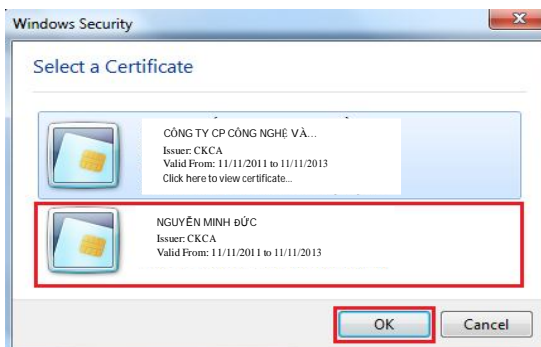 Windows Security
Select a Certificate
CÔNG TY CP CÔNG NGHỆ VÀ...
Issuer: CKCA
Valid From: 11/11/2011 to 11/11/2013
Click here to view certificate...
NGUYỄN MINH ĐỨC
Issuer: CKCA
Valid From: 11/11/2011 to 11/11/2013
OK
Cancel